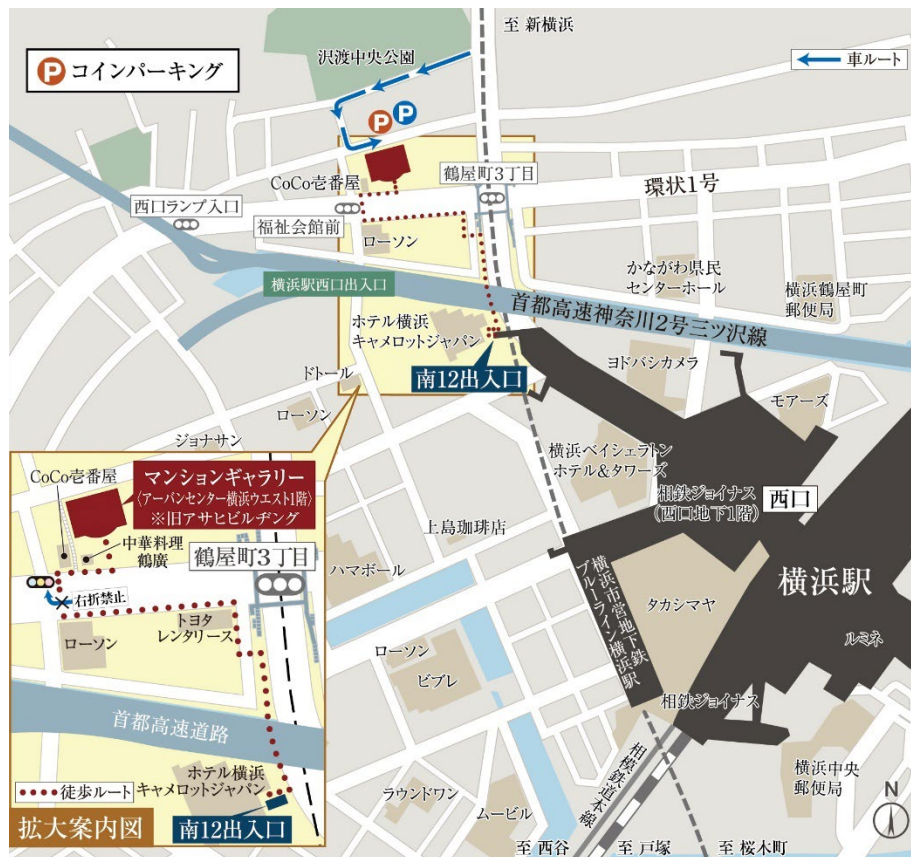 至 新横浜
P コインパーキング
沢渡中央公園
車ルート
P P
CoCo壱番屋
鶴屋町3丁目
環状1号
西口ランプ入口
福祉会館前
ローソン
かながわ県民
センターホール
横浜鶴屋町
郵便局
横浜駅西口出入口
首都高速神奈川2号三ツ沢線
ホテル横浜
キャメロットジャパン
南12出入口
ヨドバシカメラ
ドトール
モアーズ
ローソン
ジョナサン
横浜ベイシェラトン
ホテル&タワーズ
相鉄ジョイナス
(西口地下1階)
西口
上島珈琲店
ハマボール
横浜市営地下鉄
ブルーライン横浜駅
タカシマヤ
横浜駅
ルミネ
ローソン
ビブレ
相鉄ジョイナス
相模鉄道本線
横浜中央
郵便局
ラウンドワン
ムービル
N
至 西谷
至 戸塚
至 桜木町
CoCo壱番屋
マンションギャラリー
〈アーバンセンター横浜ウエスト1階〉
※旧アサヒビルヂング
中華料理
鶴廣
鶴屋町3丁目
右折禁止
トヨタ
レンタリース
ローソン
首都高速道路
ホテル横浜
キャメロットジャパン
徒歩ルート
拡大案内図
南12出入口